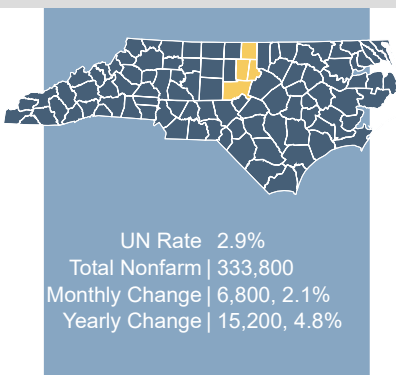 UN Rate 2.9%
Total Nonfarm | 333,800
Monthly Change | 6,800, 2.1%
Yearly Change | 15,200, 4.8%